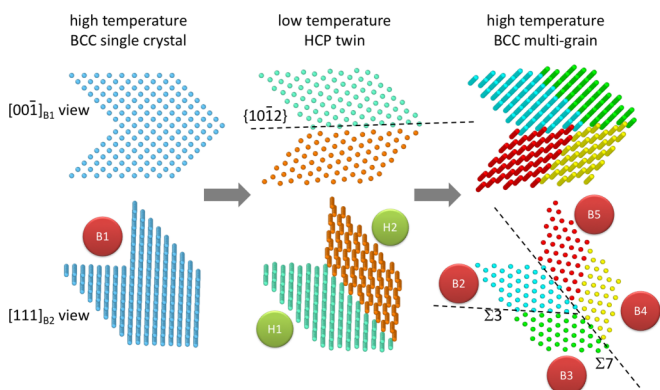 high temperature
BCC single crystal
low temperature
HCP twin
high temperature
BCC multi-grain
[001̄]B1 view
{101̄2}
[111]B2 view
B1
H2
H1
B5
B2
B4
B3
Σ3
Σ7